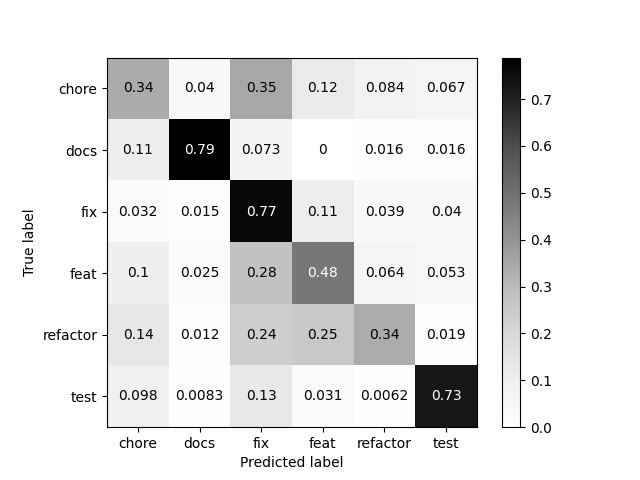 chore 0.34 0.04 0.35 0.12 0.084 0.067
docs 0.11 0.79 0.073 0 0.016 0.016
fix 0.032 0.015 0.77 0.11 0.039 0.04
feat 0.1 0.025 0.28 0.48 0.064 0.053
refactor 0.14 0.012 0.24 0.25 0.34 0.019
test 0.098 0.0083 0.13 0.031 0.0062 0.73
chore docs fix feat refactor test
Predicted label
True label
0.7
0.6
0.5
0.4
0.3
0.2
0.1
0.0